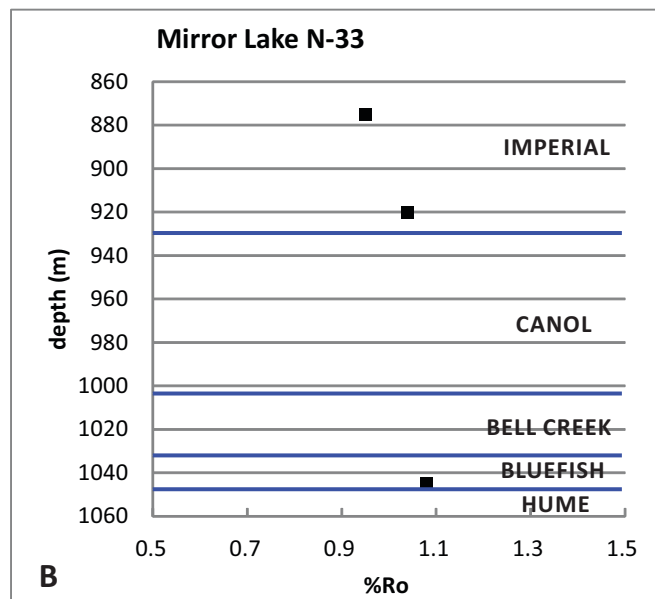 Mirror Lake N-33
860
880
IMPERIAL
900
920
depth (m)
940
960
CANOL
980
1000
BELL CREEK
1020
BLUEFISH
1040
HUME
1060
0.5 0.7 0.9 1.1 1.3 1.5
B
%Ro